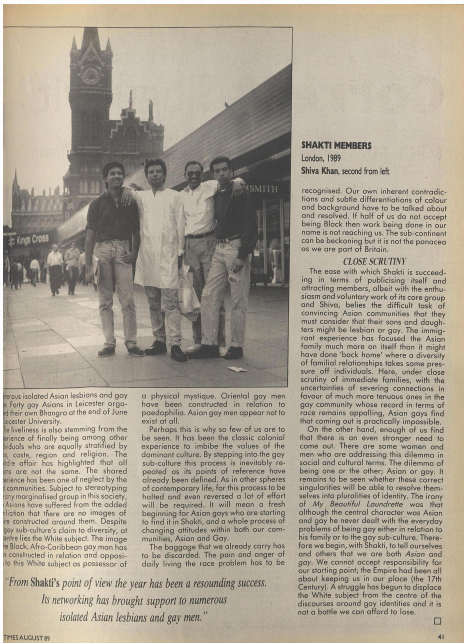 Kings Cross
SMITH
SHAKTI MEMBERS
London, 1989
Shiva Khan, second from left
erous isolated Asian lesbians and gay
Forty gay Asians in Leicester orga-
d their own Bhangra at the end of June
icester University.
e liveliness is also stemming from the
erience of finally being among other
iduals who are equally stratified by
s, caste, region and religion. The
affair has highlighted that all
ns are not the same. The shared
erience has been one of neglect by the
communities. Subject to stereotyping
any marginalised group in this society,
Asians have suffered from the added
iliation that there are no images of
re constructed around them. Despite
gay sub-culture's claim to diversity, at
entre lies the White subject. The image
e Black, Afro-Caribbean gay man has
n constructed in relation and opposi-
to this White subject as possessor of
a physical mystique. Oriental gay men
have been constructed in relation to
paedophilia. Asian gay men appear not to
exist at all.
Perhaps this is why so few of us are to
be seen. It has been the classic colonial
experience to imbibe the values of the
dominant culture. By stepping into the gay
sub-culture this process is inevitably re-
peated as its points of reference have
already been defined. As in other spheres
of contemporary life, for this process to be
halted and even reversed a lot of effort
will be required. It will mean a fresh
beginning for Asian gays who are starting
to find it in Shakti, and a whole process of
changing attitudes within both our com-
munities, Asian and Gay.
The baggage that we already carry has
to be discarded. The pain and anger of
daily living the race problem has to be
"From Shakti's point of view the year has been a resounding success.
Its networking has brought support to numerous
isolated Asian lesbians and gay men."
recognised. Our own inherent contradic-
tions and subtle differentiations of colour
and background have to be talked about
and resolved. If half of us do not accept
being Black then work being done in our
name is not reaching us. The sub-continent
can be beckoning but it is not the panacea
as we are part of Britain.
CLOSE SCRUTINY
The ease with which Shakti is succeed-
ing in terms of publicising itself and
attracting members, albeit with the enthu-
siasm and voluntary work of its core group
and Shiva, belies the difficult task of
convincing Asian communities that they
must consider that their sons and daugh-
ters might be lesbian or gay. The immig-
rant experience has focused the Asian
family much more on itself than it might
have done 'back home' where a diversity
of familial relationships takes some pres-
sure off individuals. Here, under close
scrutiny of immediate families, with the
uncertainties of severing connections in
favour of much more tenuous ones in the
gay community whose record in terms of
race remains appalling, Asian gays find
that coming out is practically impossible.
On the other hand, enough of us find
that there is an even stronger need to
come out. But there are some women and
men who are addressing this dilemma in
social and cultural terms. The dilemma of
being one or the other; Asian or gay. It
remains to be seen whether these correct
singularities will be able to resolve them-
selves into pluralities of identity. The irony
of My Beautiful Laundrette was that
although the central character was Asian
and gay he never dealt with the everyday
problems of being gay either in relation to
his family or to the gay sub-culture. There-
fore we begin, with Shakti, to tell ourselves
and others that we are both Asian and
gay. We cannot accept responsibility for
our starting point; the Empire had been all
about keeping us in our place (the 17th
Century). A struggle has begun to displace
the White subject from the centre of the
discourses around gay identities and it is
not a battle we can afford to lose.
TIMES AUGUST 89
41